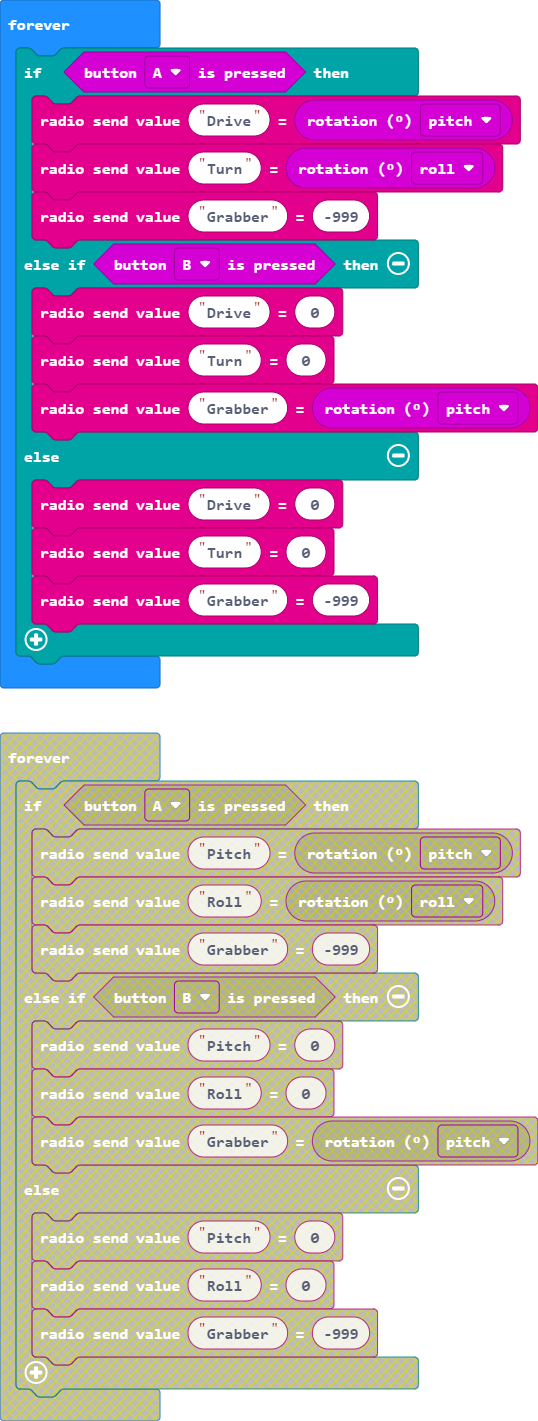 forever
if button A is pressed then
radio send value "Drive" = rotation (º) pitch
radio send value "Turn" = rotation (º) roll
radio send value "Grabber" = -999
else if button B is pressed then
radio send value "Drive" = 0
radio send value "Turn" = 0
radio send value "Grabber" = rotation (º) pitch
else
radio send value "Drive" = 0
radio send value "Turn" = 0
radio send value "Grabber" = -999
forever
if button A is pressed then
radio send value "Pitch" = rotation (º) pitch
radio send value "Roll" = rotation (º) roll
radio send value "Grabber" = -999
else if button B is pressed then
radio send value "Pitch" = 0
radio send value "Roll" = 0
radio send value "Grabber" = rotation (º) pitch
else
radio send value "Pitch" = 0
radio send value "Roll" = 0
radio send value "Grabber" = -999